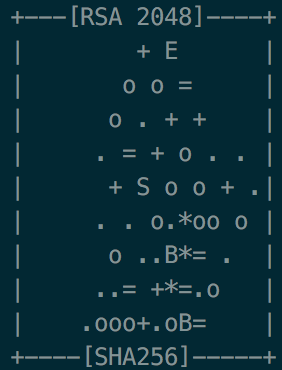 +---[RSA 2048]----+
|        + E      |
|       o o =     |
|      o . + +    |
|     . = + o . . |
|      + S o o + .|
|     . . o.*oo o |
|      o ..B*= .  |
|     ..= +*=.o   |
|    .ooo+.oB=    |
+----[SHA256]-----+